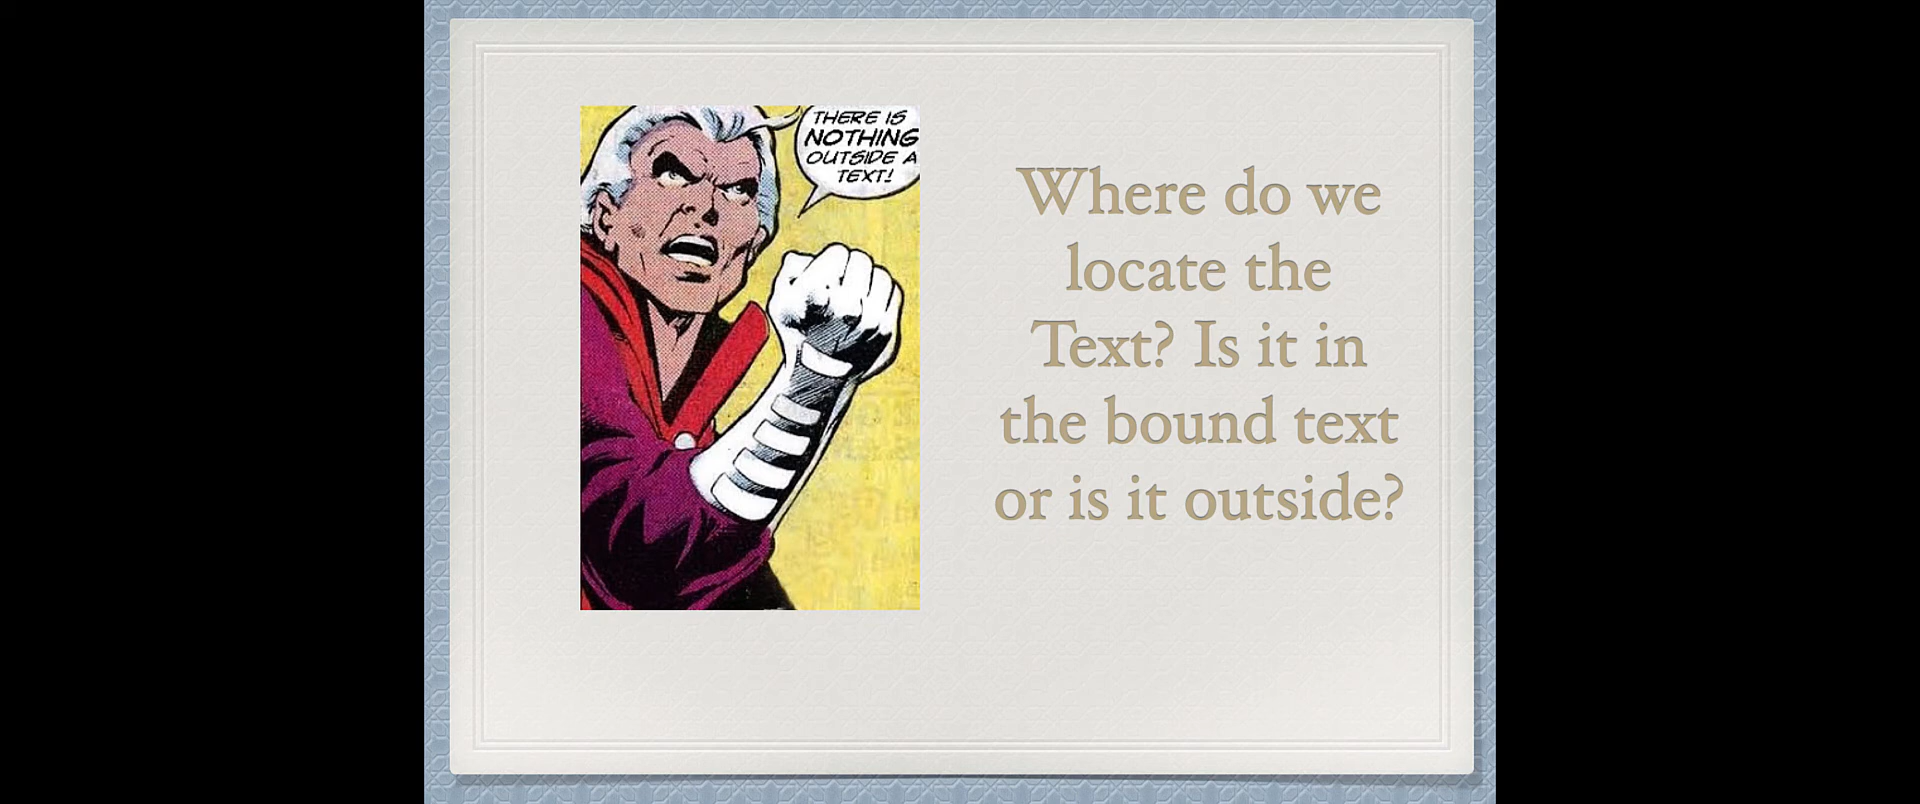 THERE IS
NOTHING
OUTSIDE A
TEXT!
Where do we
locate the
Text? Is it in
the bound text
or is it outside?